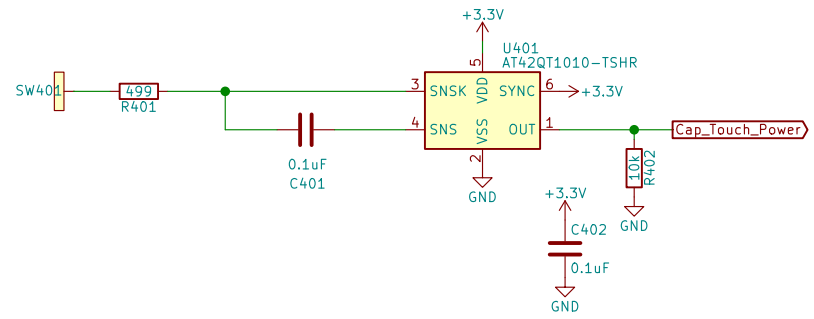 +3.3V
U401
AT42QT1010-TSHR
5
SW401
499
R401
3
SNSK
VDD
SYNC
6
+3.3V
4
SNS
VSS
OUT
1
Cap_Touch_Power
0.1uF
C401
2
GND
10k
R402
+3.3V
GND
C402
0.1uF
GND